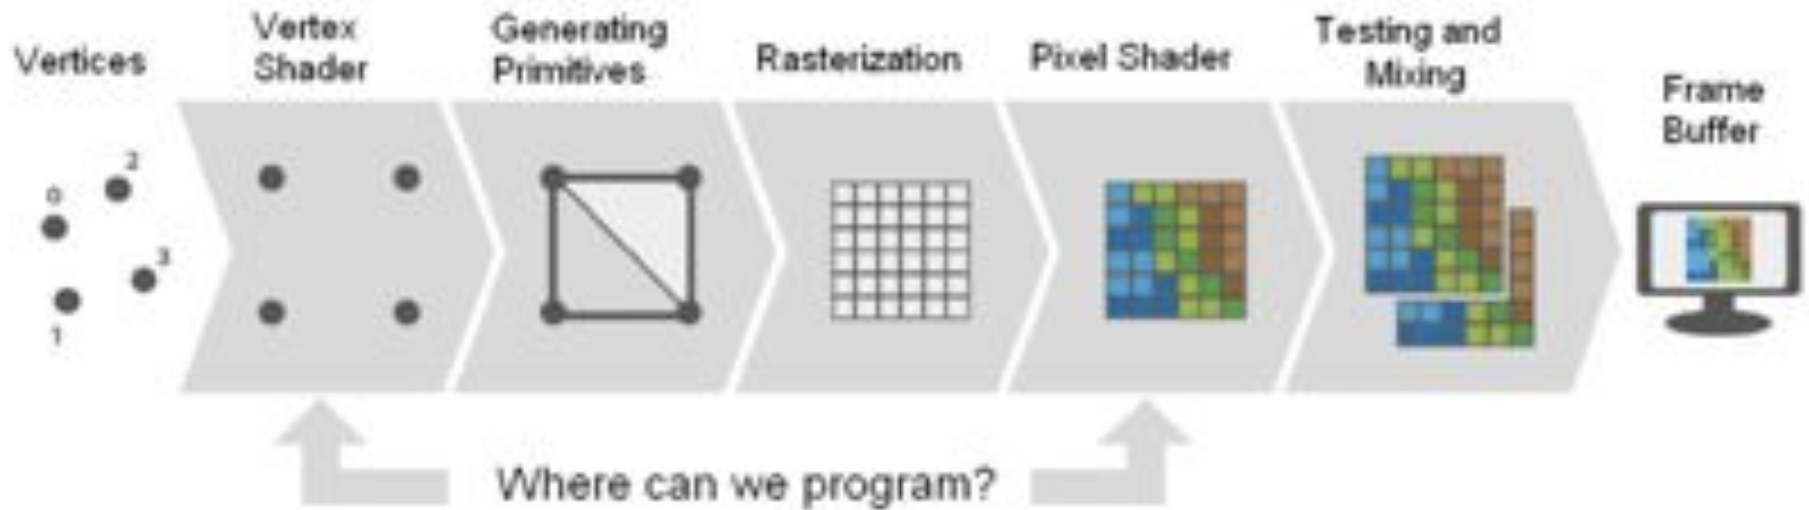 Vertices
Vertex
Shader
Generating
Primitives
Rasterization
Pixel Shader
Testing and
Mixing
Frame
Buffer
0
2
3
1
Where can we program?